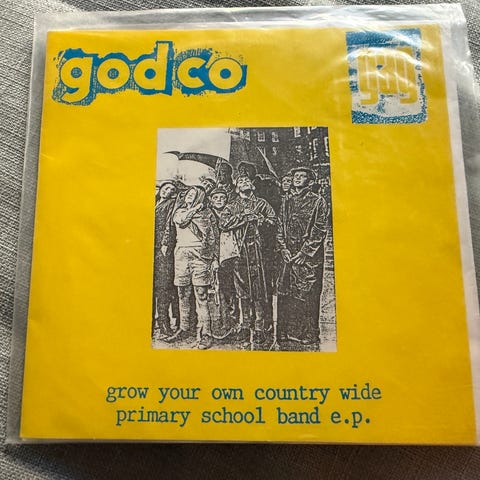 godco
grow your own country wide
primary school band e.p.